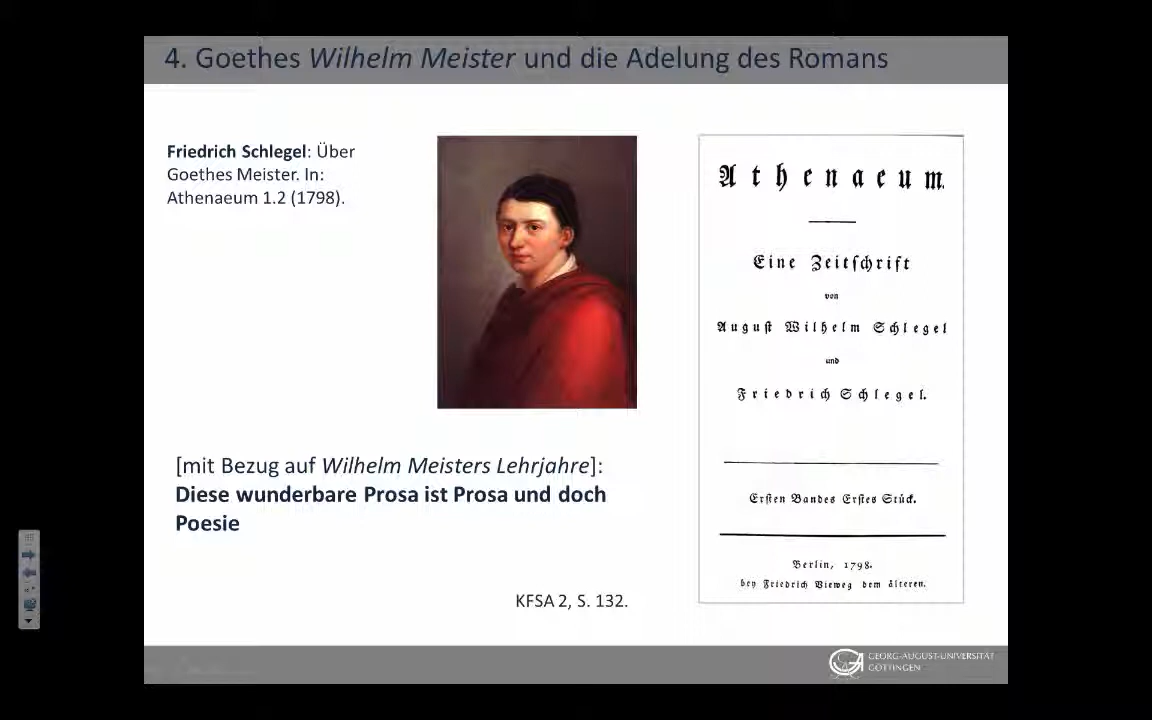 4. Goethes Wilhelm Meister und die Adelung des Romans
Friedrich Schlegel: Über
Goethes Meister. In:
Athenaeum 1.2 (1798).
[mit Bezug auf Wilhelm Meisters Lehrjahre]:
Diese wunderbare Prosa ist Prosa und doch
Poesie
KFSA 2, S. 132.
Athenaeum.
Eine Zeitſchrift
von
Auguſt Wilhelm Schlegel
und
Friedrich Schlegel.
Erſten Bandes Erſtes Stück.
Berlin, 1798.
bey Friedrich Vieweg dem älteren.
GEORG-AUGUST-UNIVERSITÄT
GÖTTINGEN